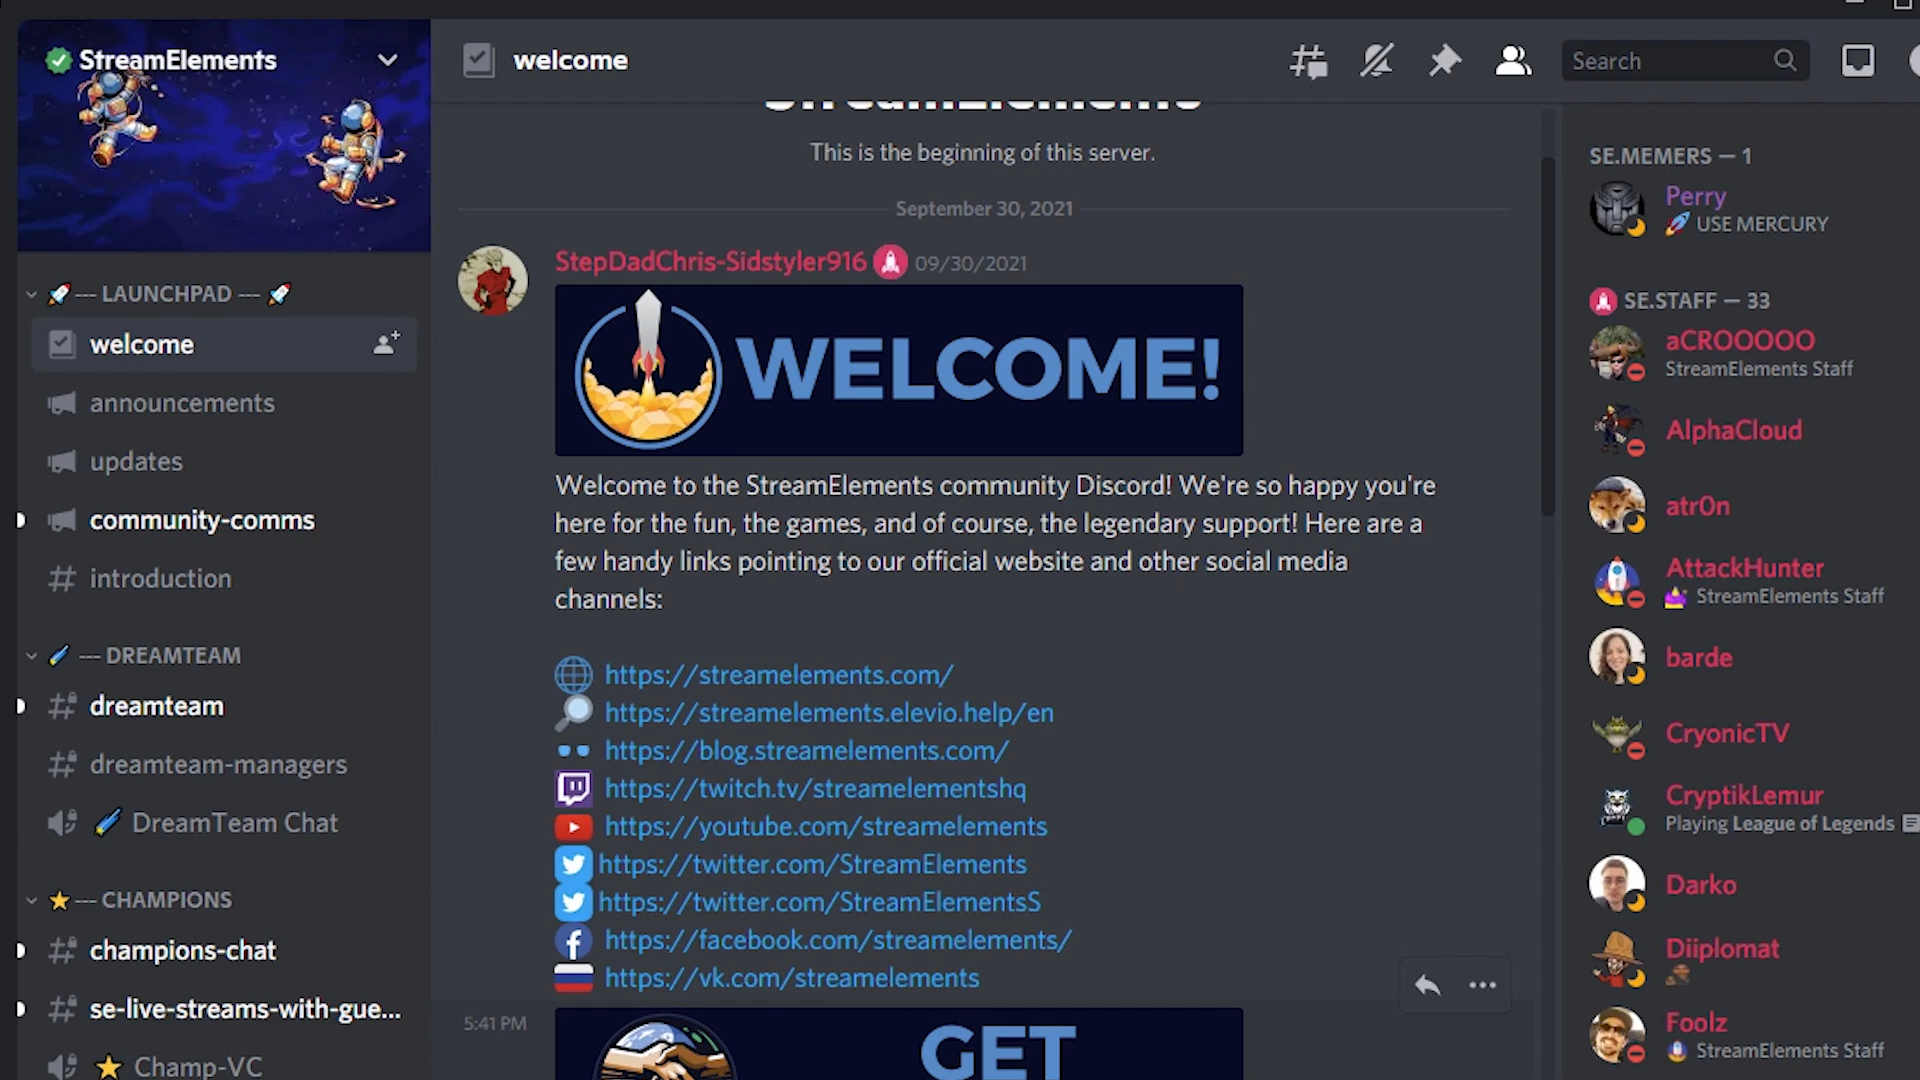 StreamElements
LAUNCHPAD
welcome
announcements
updates
community-comms
introduction
--- DREAMTEAM
dreamteam
dreamteam-managers
DreamTeam Chat
--- CHAMPIONS
champions-chat
se-live-streams-with-gue...
Champ-VC
welcome
Search
StreamElements
This is the beginning of this server.
September 30, 2021
StepDadChris-Sidstyler916 09/30/2021
WELCOME!
Welcome to the StreamElements community Discord! We're so happy you're
here for the fun, the games, and of course, the legendary support! Here are a
few handy links pointing to our official website and other social media
channels:
https://streamelements.com/
https://streamelements.elevio.help/en
https://blog.streamelements.com/
https://twitch.tv/streamelementshq
https://youtube.com/streamelements
https://twitter.com/StreamElements
https://twitter.com/StreamElementsS
https://facebook.com/streamelements/
https://vk.com/streamelements
5:41 PM
GET
SE.MEMERS — 1
Perry
USE MERCURY
SE.STAFF — 33
aCROOOOO
StreamElements Staff
AlphaCloud
atr0n
AttackHunter
StreamElements Staff
barde
CryonicTV
CryptikLemur
Playing League of Legends
Darko
Diiplomat
Foolz
StreamElements Staff